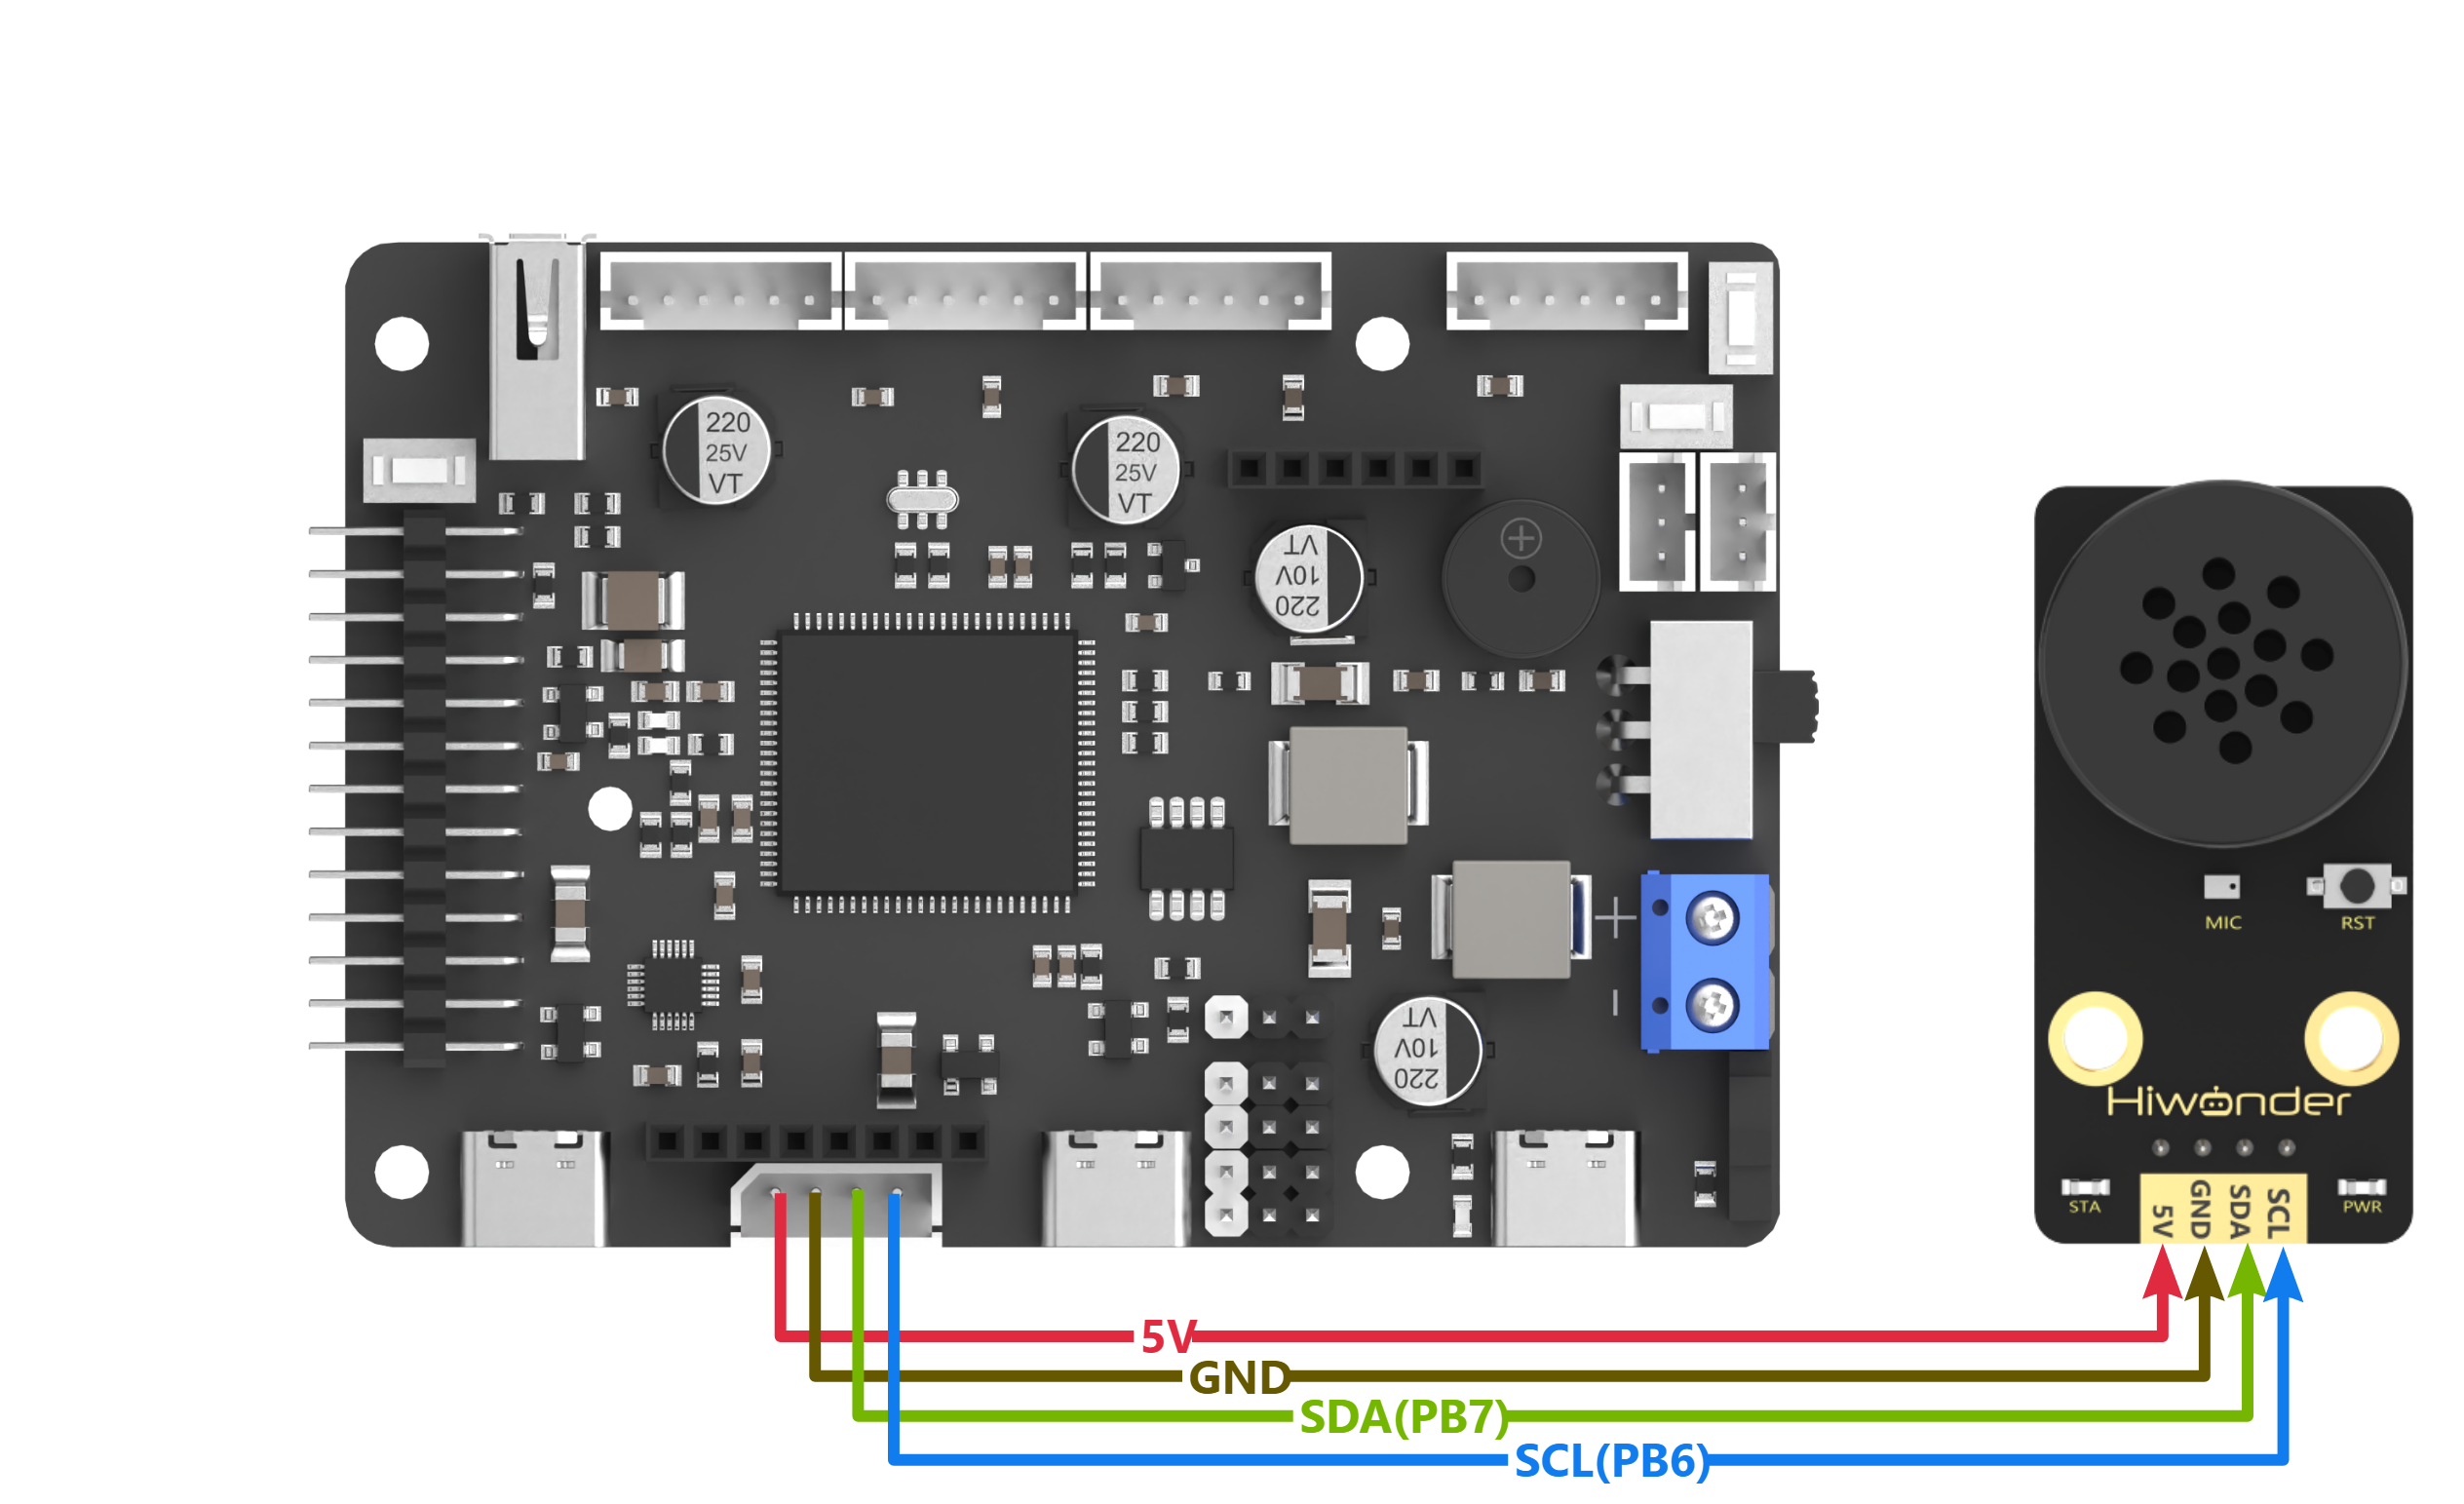 220
25V
VT
220
25V
VT
VT
10V
220
+
-
VT
10V
220
MIC
RST
Hiwonder
STA
5V
GND
SDA
SCL
PWR
5V
GND
SDA(PB7)
SCL(PB6)